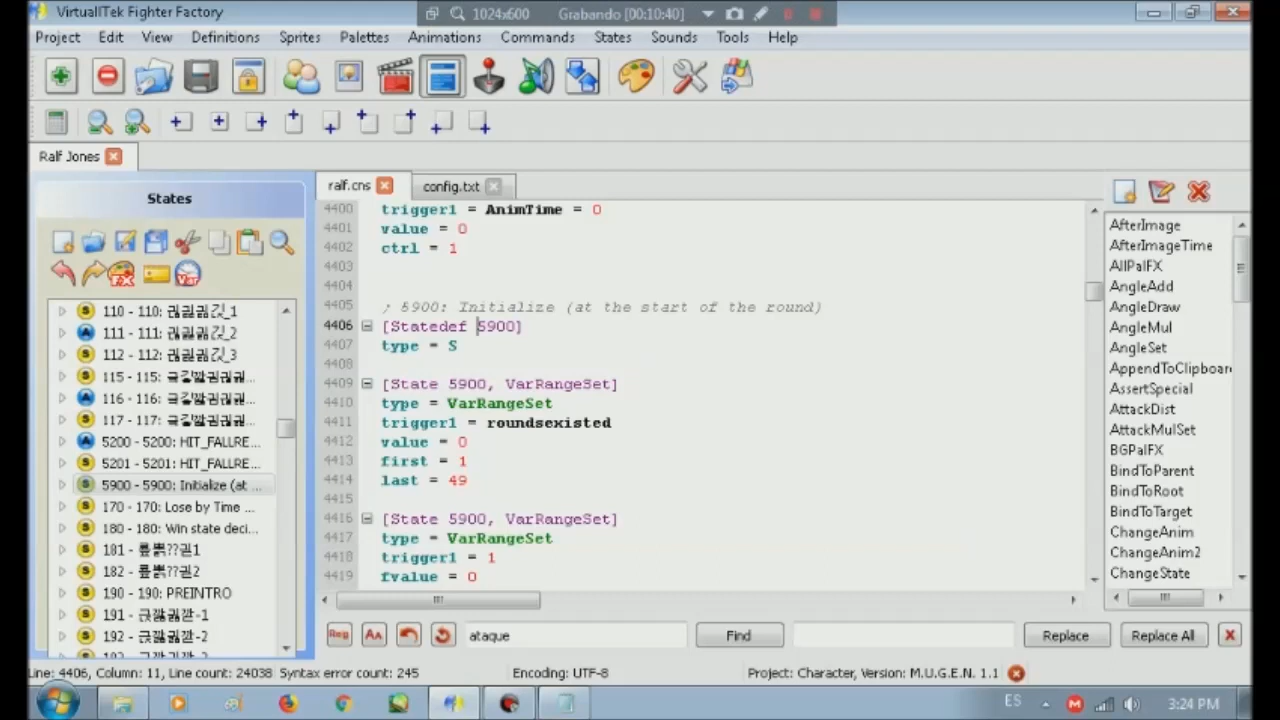 VirtualITek Fighter Factory
1024x600
Grabando [00:10:40]
Project Edit View Definitions Sprites Palettes Animations Commands States Sounds Tools Help
Ralf Jones
States
110 - 110:
111 - 111:
112 - 112:
115 - 115:
116 - 116:
117 - 117:
5200 - 5200: HIT_FALLRE...
5201 - 5201: HIT_FALLRE...
5900 - 5900: Initialize (at ...
170 - 170: Lose by Time ...
180 - 180: Win state deci...
181 - 181:
182 - 182:
190 - 190: PREINTRO
191 - 191:
192 - 192:
ralf.cns config.txt
4400 trigger1 = AnimTime = 0
4401 value = 0
4402 ctrl = 1
4403
4404
4405 ; 5900: Initialize (at the start of the round)
4406 [Statedef 5900]
4407 type = S
4408
4409 [State 5900, VarRangeSet]
4410 type = VarRangeSet
4411 trigger1 = roundsexisted
4412 value = 0
4413 first = 1
4414 last = 49
4415
4416 [State 5900, VarRangeSet]
4417 type = VarRangeSet
4418 trigger1 = 1
4419 fvalue = 0
AfterImage
AfterImageTime
AllPalFX
AngleAdd
AngleDraw
AngleMul
AngleSet
AppendToClipboar
AssertSpecial
AttackDist
AttackMulSet
BGPalFX
BindToParent
BindToRoot
BindToTarget
ChangeAnim
ChangeAnim2
ChangeState
Reg AA ataque Find Replace Replace All
Line: 4406, Column: 11, Line count: 24038 Syntax error count: 245 Encoding: UTF-8 Project: Character, Version: M.U.G.E.N. 1.1
ES 3:24 PM